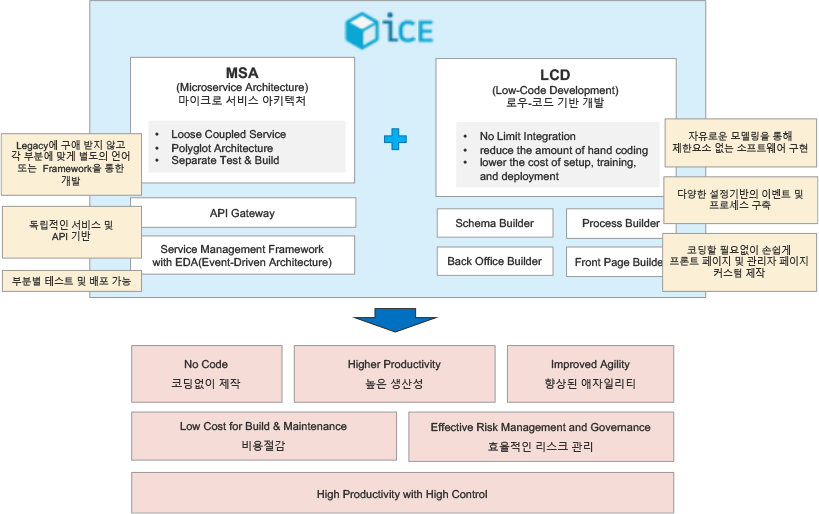 iCE
MSA
(Microservice Architecture)
마이크로 서비스 아키텍처
• Loose Coupled Service
• Polyglot Architecture
• Separate Test & Build
LCD
(Low-Code Development)
로우-코드 기반 개발
• No Limit Integration
• reduce the amount of hand coding
• lower the cost of setup, training,
and deployment
Legacy에 구애 받지 않고
각 부분에 맞게 별도의 언어
또는 Framework을 통한
개발
독립적인 서비스 및
API 기반
부분별 테스트 및 배포 가능
API Gateway
Service Management Framework
with EDA(Event-Driven Architecture)
Schema Builder
Process Builder
Back Office Builder
Front Page Builde
자유로운 모델링을 통해
제한요소 없는 소프트웨어 구현
다양한 설정기반의 이벤트 및
프로세스 구축
코딩할 필요없이 손쉽게
프론트 페이지 및 관리자 페이지
커스텀 제작
No Code
코딩없이 제작
Higher Productivity
높은 생산성
Improved Agility
향상된 애자일리티
Low Cost for Build & Maintenance
비용절감
Effective Risk Management and Governance
효율적인 리스크 관리
High Productivity with High Control